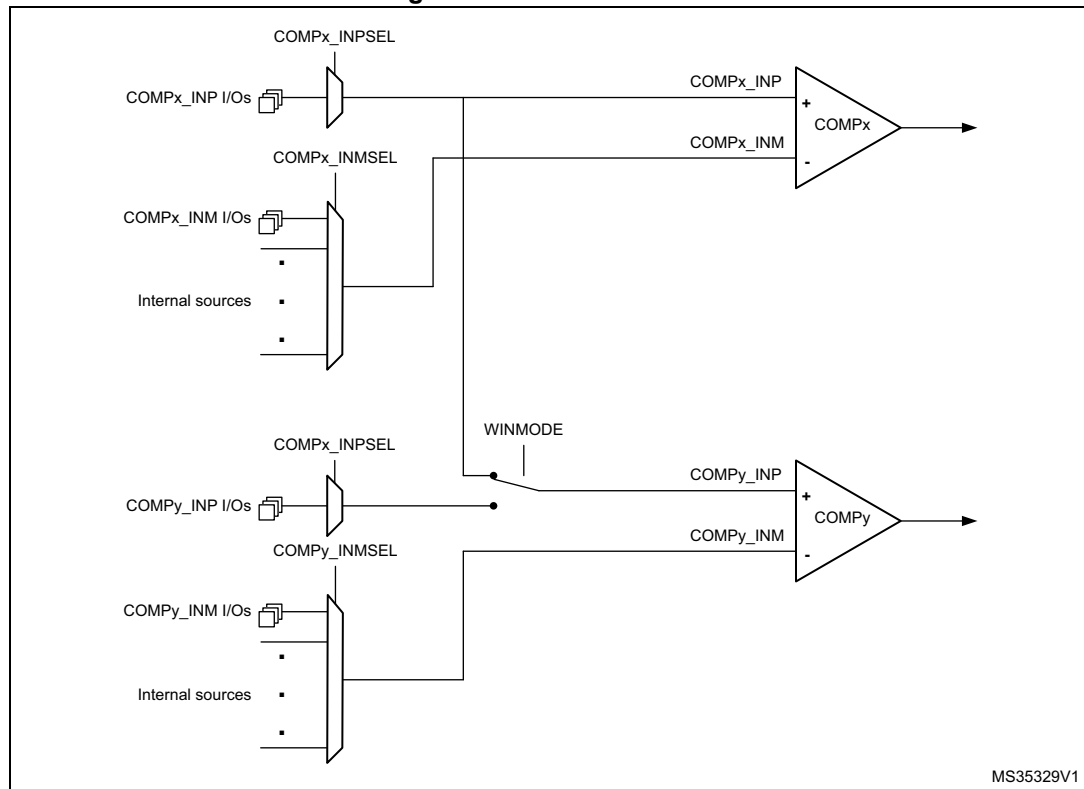 COMPx_INPSEL
COMPx_INP I/Os
COMPx_INP
+
COMPx
COMPx_INM
-
COMPx_INMSEL
COMPx_INM I/Os
Internal sources
WINMODE
COMPx_INPSEL
COMPy_INP I/Os
COMPy_INP
+
COMPy
COMPy_INM
-
COMPy_INMSEL
COMPy_INM I/Os
Internal sources
MS35329V1